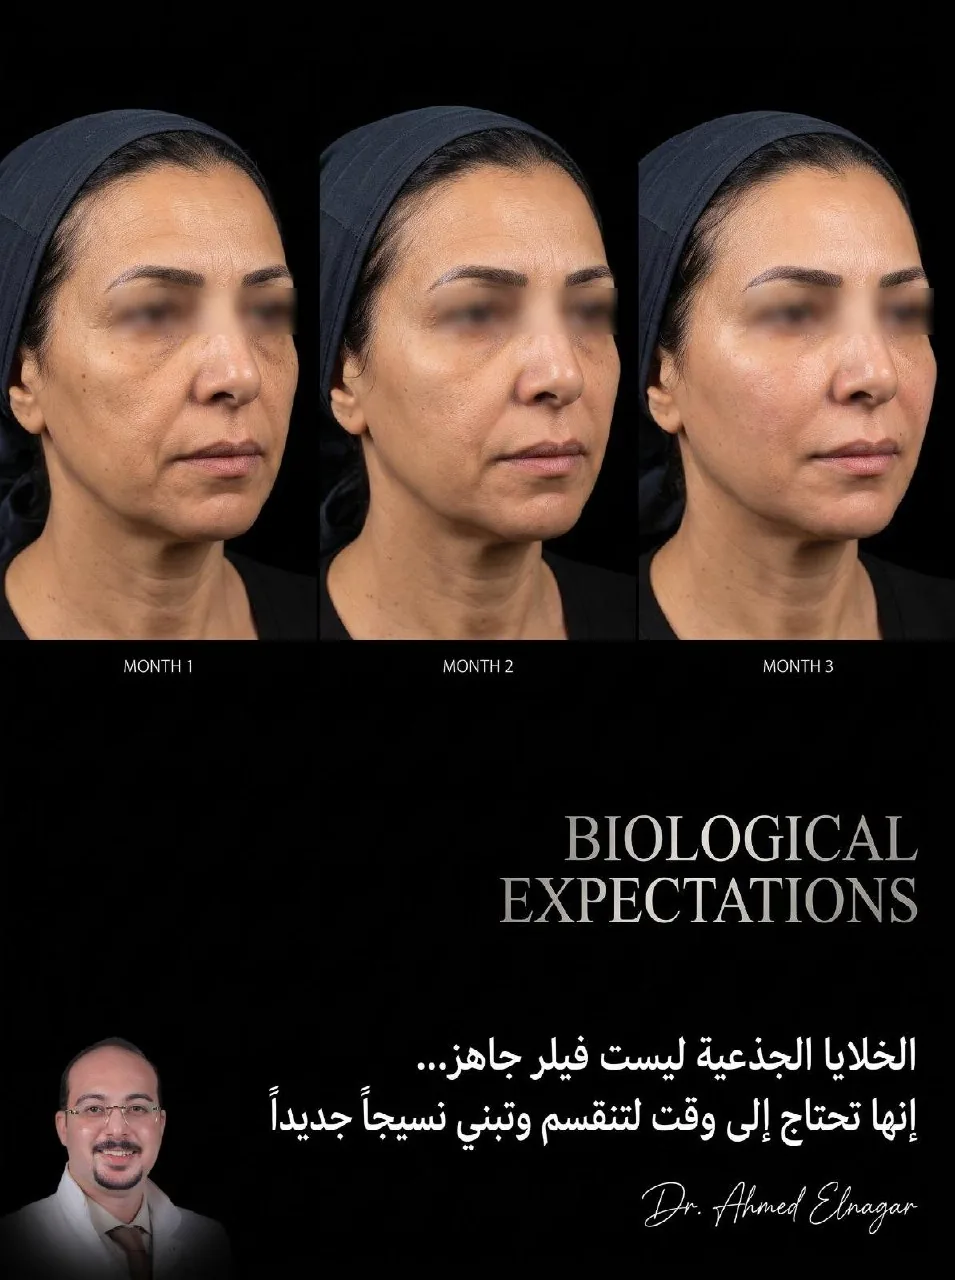 MONTH 1
MONTH 2
MONTH 3
BIOLOGICAL
EXPECTATIONS
الخلايا الجذعية ليست فيلر جاهز...
إنها تحتاج إلى وقت لتنقسم وتبني نسيجاً جديداً
Dr. Ahmed Elnagar